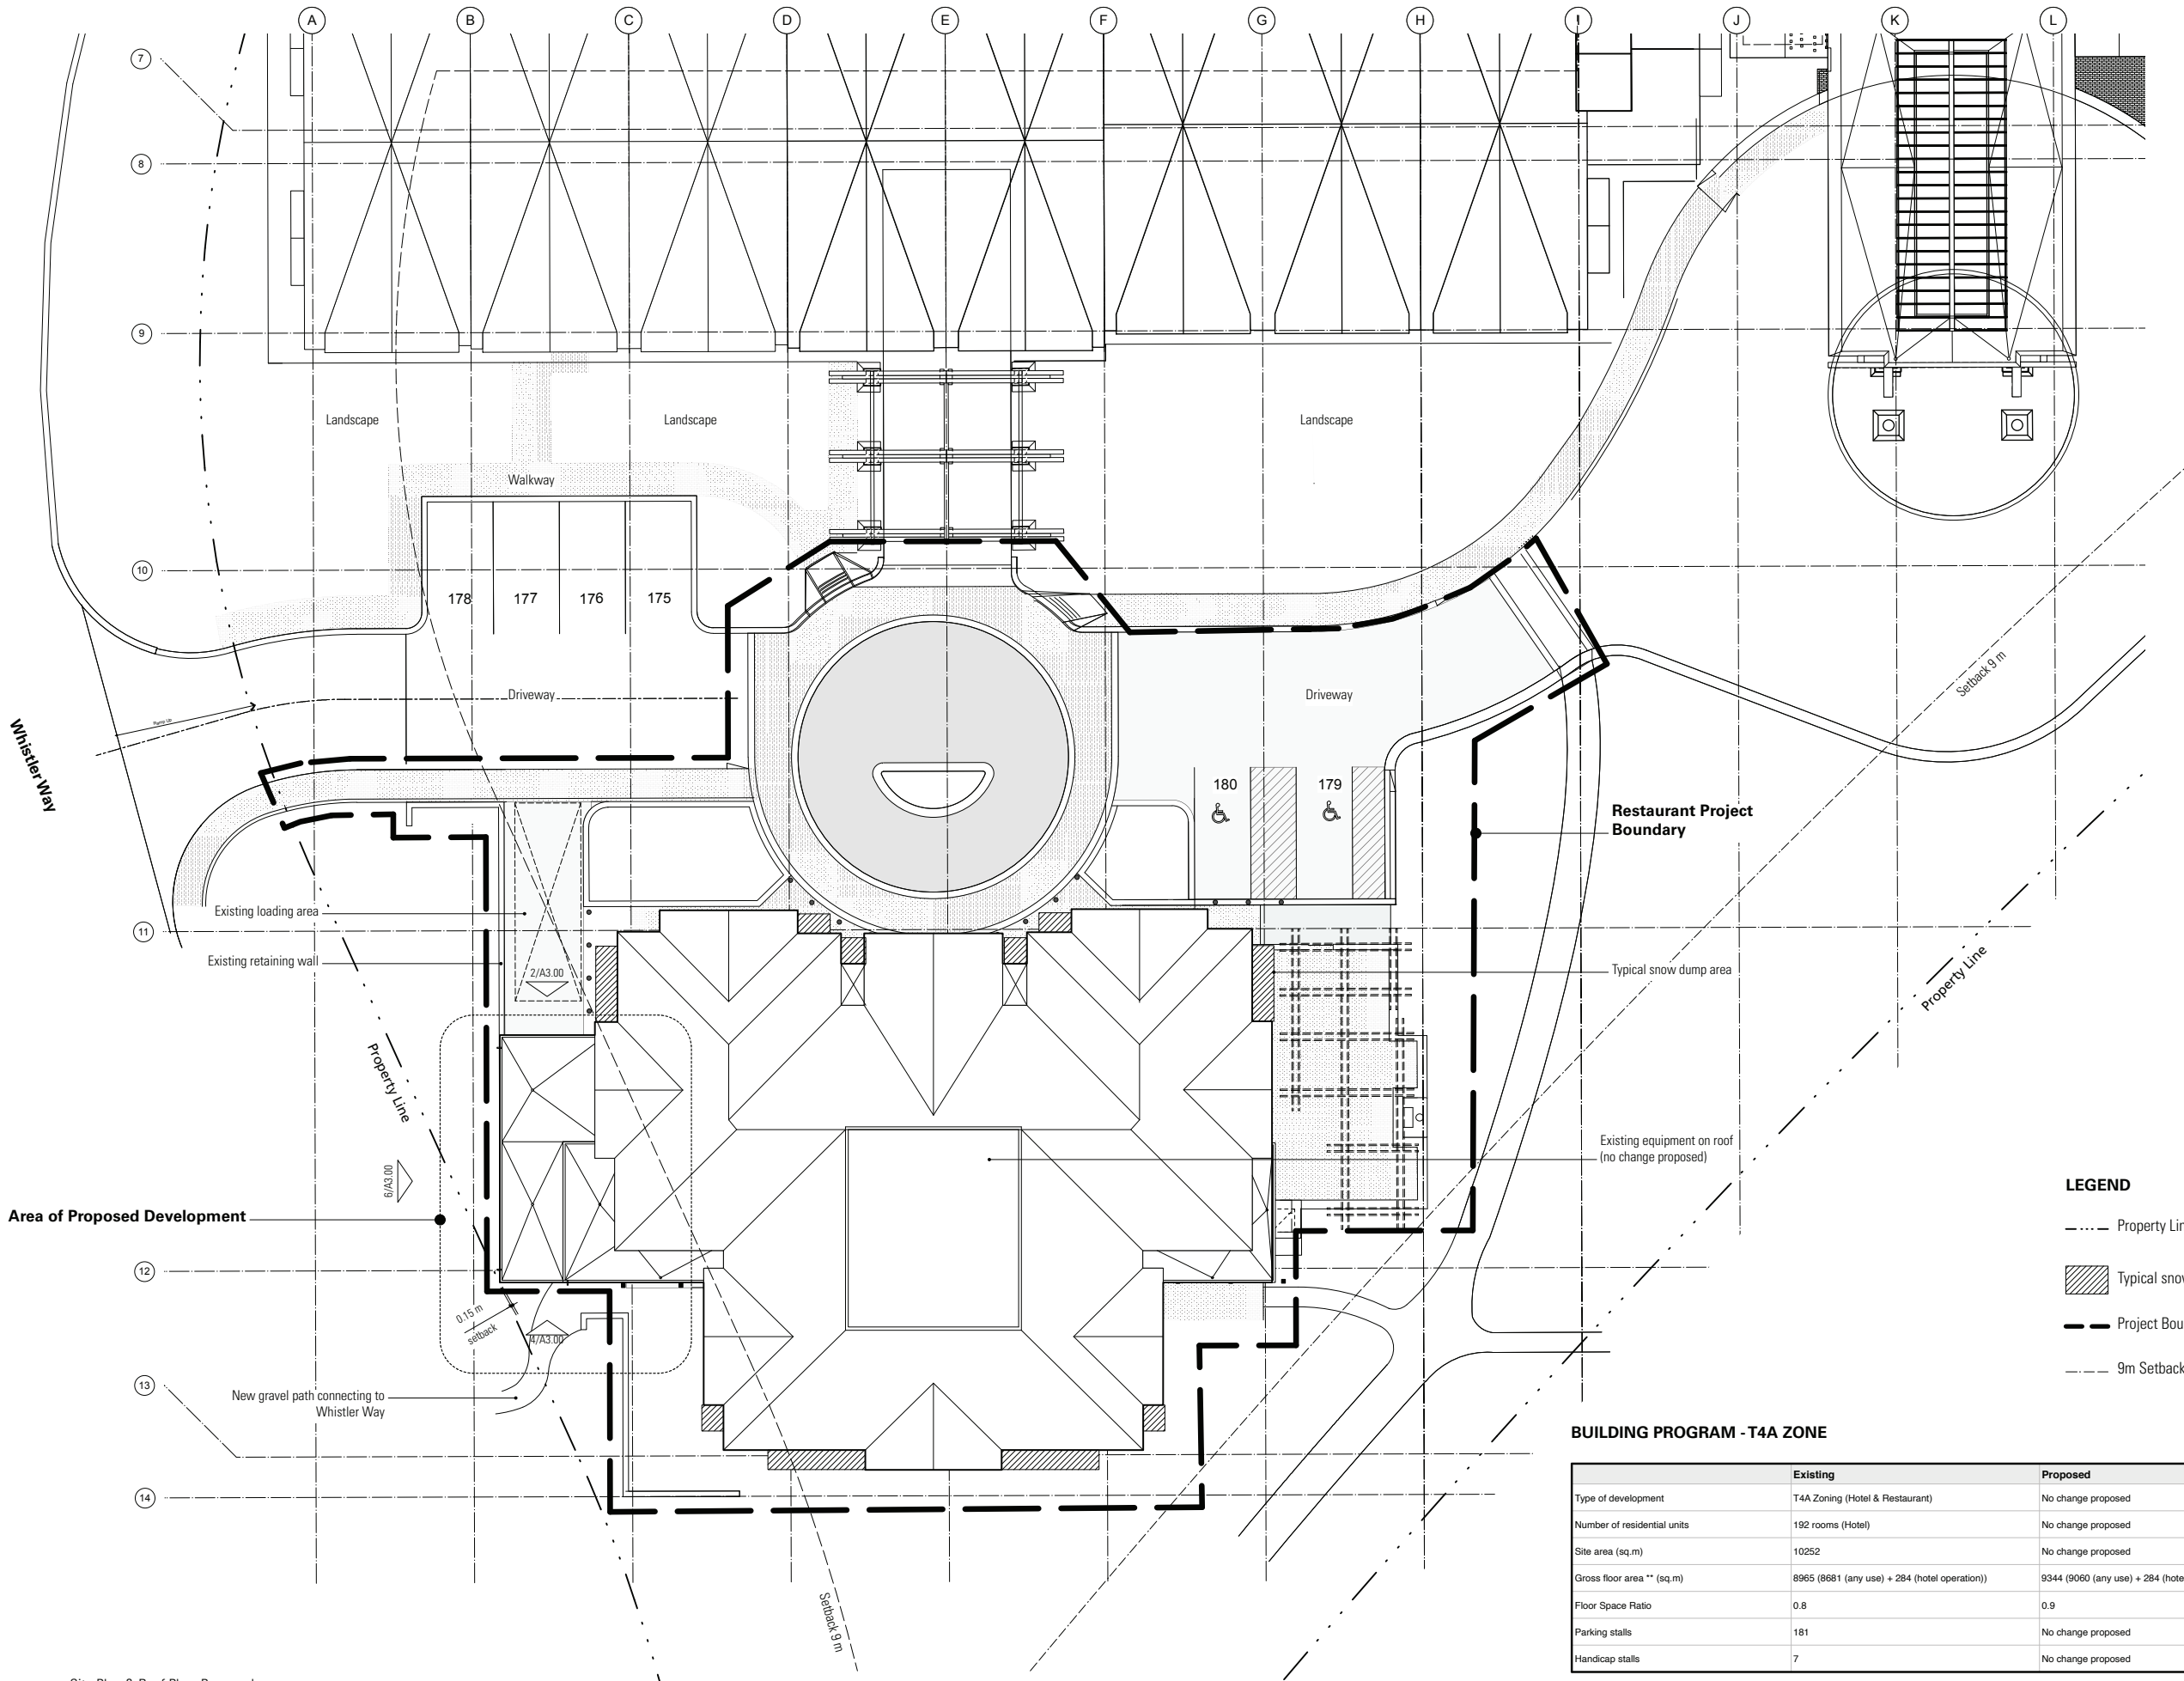 A B C D E F G H I J K L
7
8
9
Landscape Landscape Landscape
Walkway
10
178 177 176 175
Driveway Driveway
Setback 9 m
Ramp Up
Whistler Way
180 179
Restaurant Project
Boundary
Existing loading area
11
Existing retaining wall
2/A3.00
Typical snow dump area
Property Line
Property Line
Existing equipment on roof
(no change proposed)
6/A3.00
Area of Proposed Development
LEGEND
Property Lin
Typical snov
Project Bou
9m Setback
12
0.15 m
setback
4/A3.00
13
New gravel path connecting to
Whistler Way
14
Setback 9 m
BUILDING PROGRAM - T4A ZONE
Existing Proposed
Type of development T4A Zoning (Hotel & Restaurant) No change proposed
Number of residential units 192 rooms (Hotel) No change proposed
Site area (sq.m) 10252 No change proposed
Gross floor area ** (sq.m) 8965 (8681 (any use) + 284 (hotel operation)) 9344 (9060 (any use) + 284 (hote
Floor Space Ratio 0.8 0.9
Parking stalls 181 No change proposed
Handicap stalls 7 No change proposed